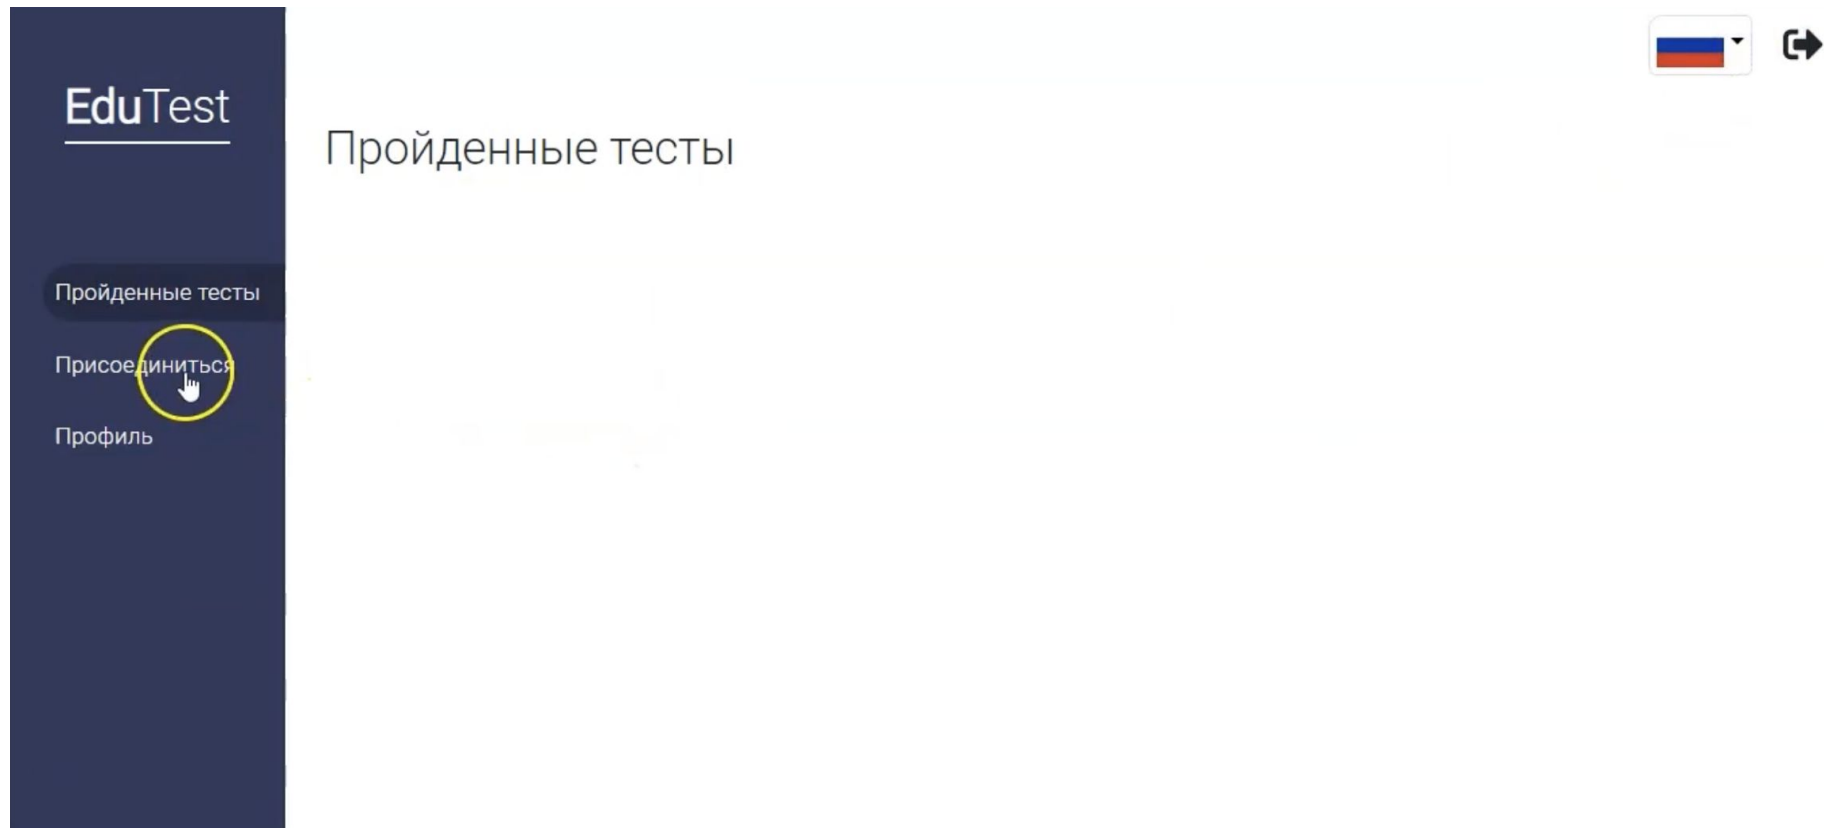 EduTest
Пройденные тесты
Пройденные тесты
Присоединиться
Профиль